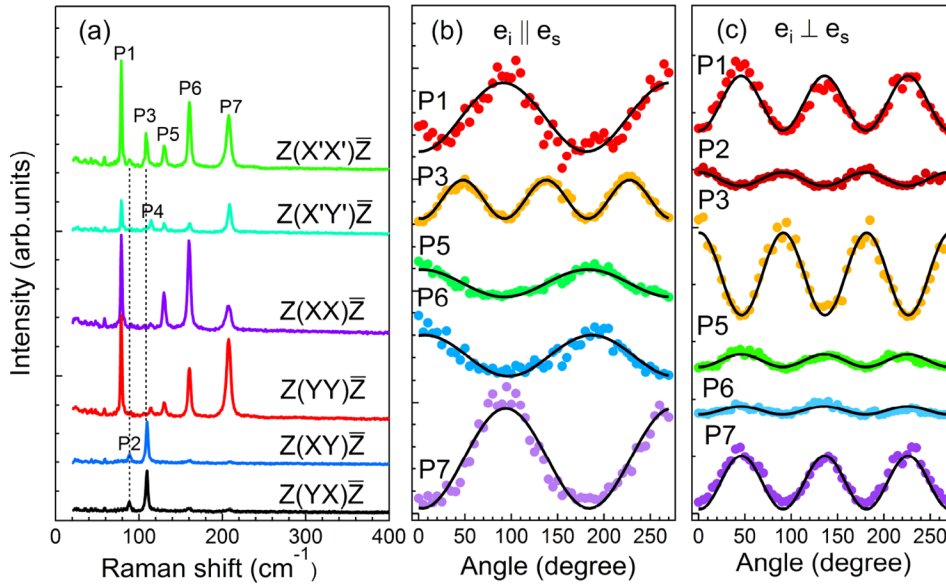 (a)
P1
P3
P5
P6
P7
Z(X'X')Z̅
P4
Z(X'Y')Z̅
Z(XX)Z̅
Z(YY)Z̅
P2
Z(XY)Z̅
Z(YX)Z̅
Intensity (arb.units)
0
100
200
300
400
Raman shift (cm⁻¹)
(b)
eᵢ ∥ eₛ
P1
P3
P5
P6
P7
0
50
100
150
200
250
Angle (degree)
(c)
eᵢ ⊥ eₛ
P1
P2
P3
P5
P6
P7
0
50
100
150
200
250
Angle (degree)